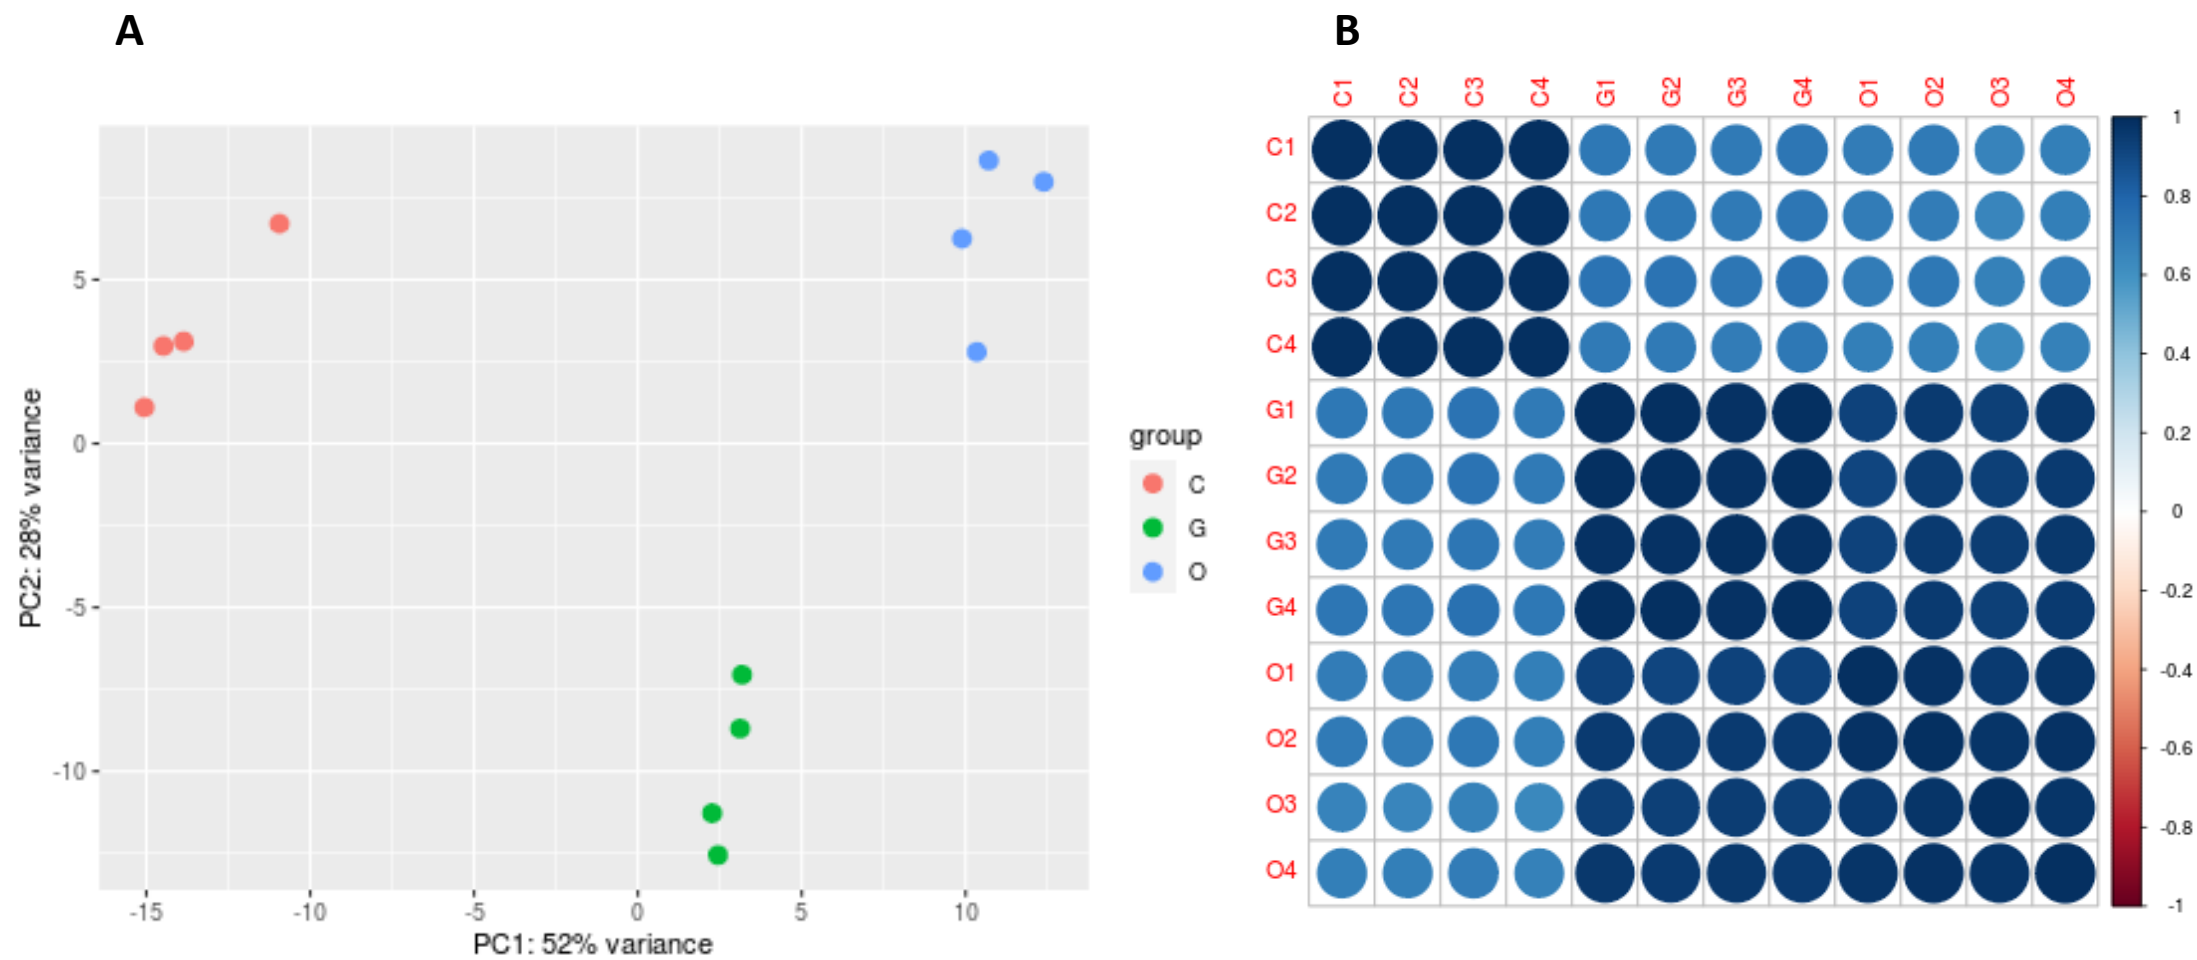 A
B
5
0
-5
-10
-15
-10
-5
0
5
10
PC2: 28% variance
PC1: 52% variance
group
C
G
O
C1 C2 C3 C4 G1 G2 G3 G4 O1 O2 O3 O4
C1
C2
C3
C4
G1
G2
G3
G4
O1
O2
O3
O4
1
0.8
0.6
0.4
0.2
0
-0.2
-0.4
-0.6
-0.8
-1